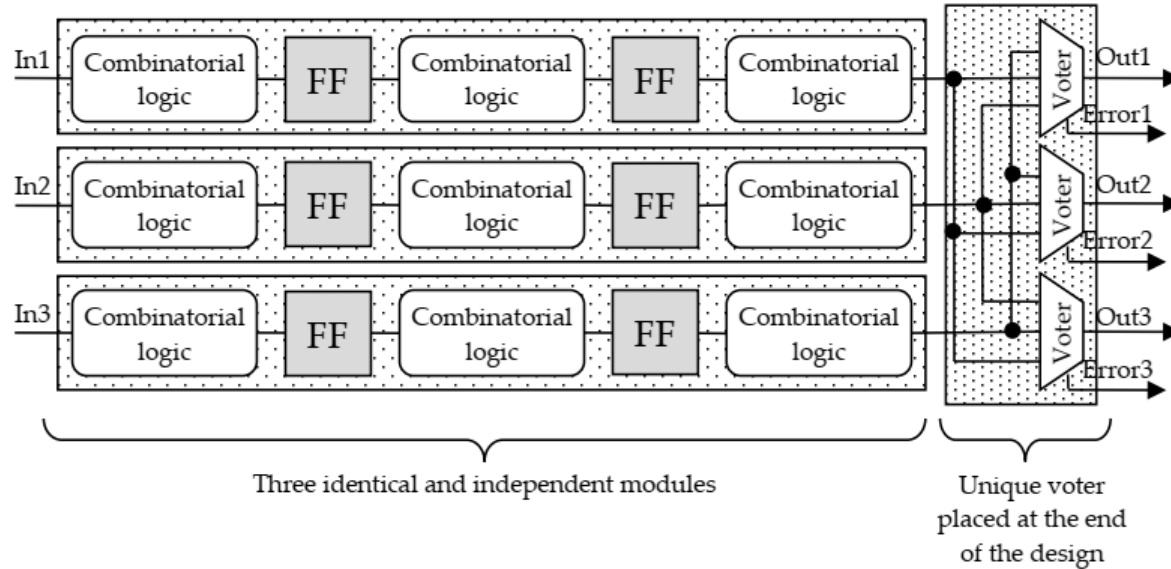 In1
Combinatorial
logic
FF
Combinatorial
logic
FF
Combinatorial
logic
Voter
Out1
Error1
In2
Combinatorial
logic
FF
Combinatorial
logic
FF
Combinatorial
logic
Voter
Out2
Error2
In3
Combinatorial
logic
FF
Combinatorial
logic
FF
Combinatorial
logic
Voter
Out3
Error3
Three identical and independent modules
Unique voter
placed at the end
of the design